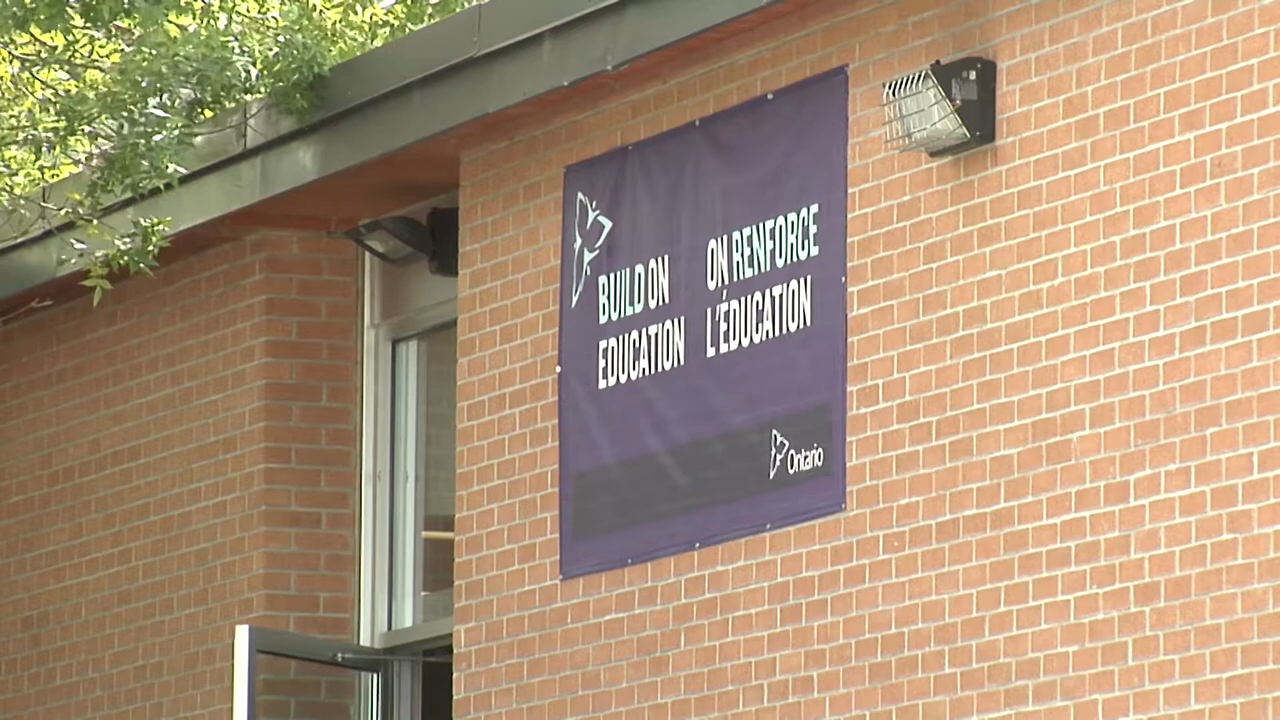 BUILD ON
EDUCATION
ON RENFORCE
L'ÉDUCATION
Ontario